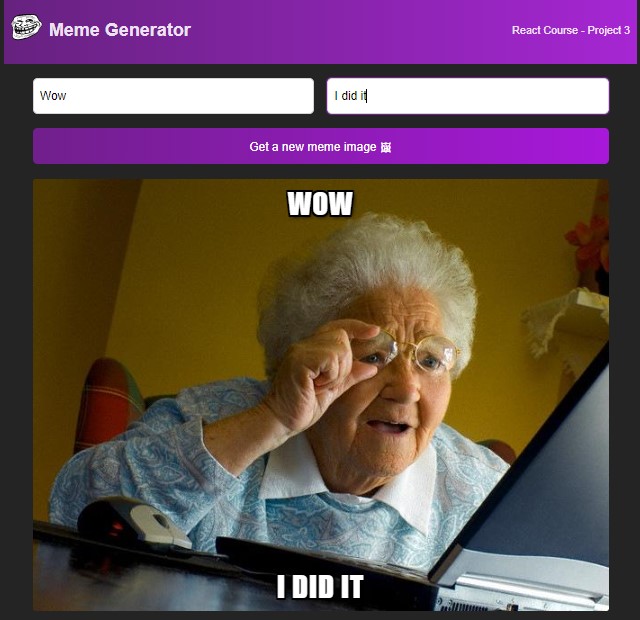 Meme Generator
React Course - Project 3
Wow
I did it
Get a new meme image 🖼
WOW
I DID IT